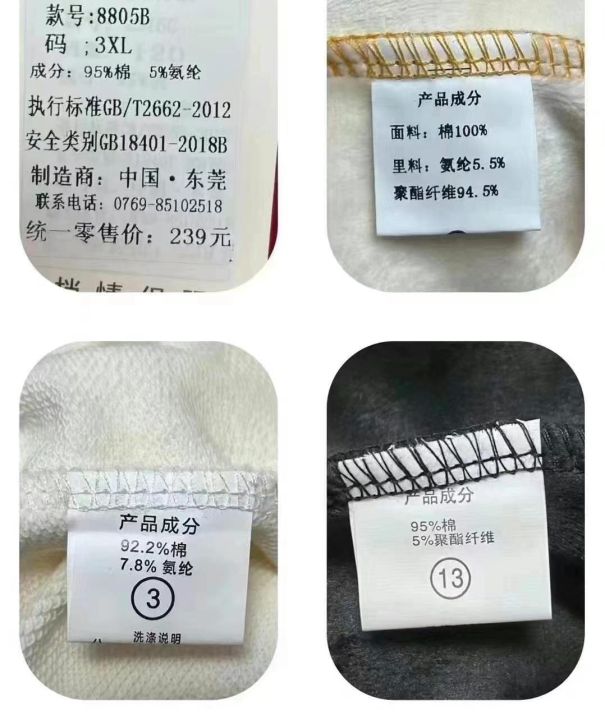 款号:8805B
码 ;3XL
成分: 95%棉 5%氨纶
执行标准GB/T2662-2012
安全类别GB18401-2018B
制造商: 中国·东莞
联系电话: 0769-85102518
统一零售价: 239元
产品成分
面料: 棉100%
里料: 氨纶5.5%
聚酯纤维94.5%
产品成分
92.2%棉
7.8%氨纶
3
洗涤说明
产品成分
95%棉
5%聚酯纤维
13